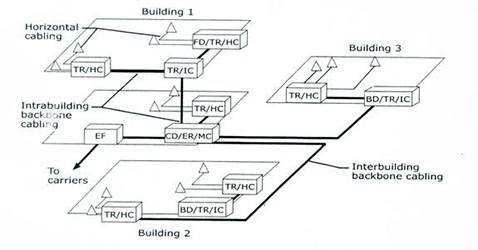 Building 1
Horizontal
cabling
FD/TR/HC
TR/HC
TR/IC
Building 3
Intrabuilding
backbone
cabling
TR/HC
TR/HC
BD/TR/IC
EF
CD/ER/MC
To
carriers
Interbuilding
backbone cabling
TR/HC
TR/HC
BD/TR/IC
Building 2